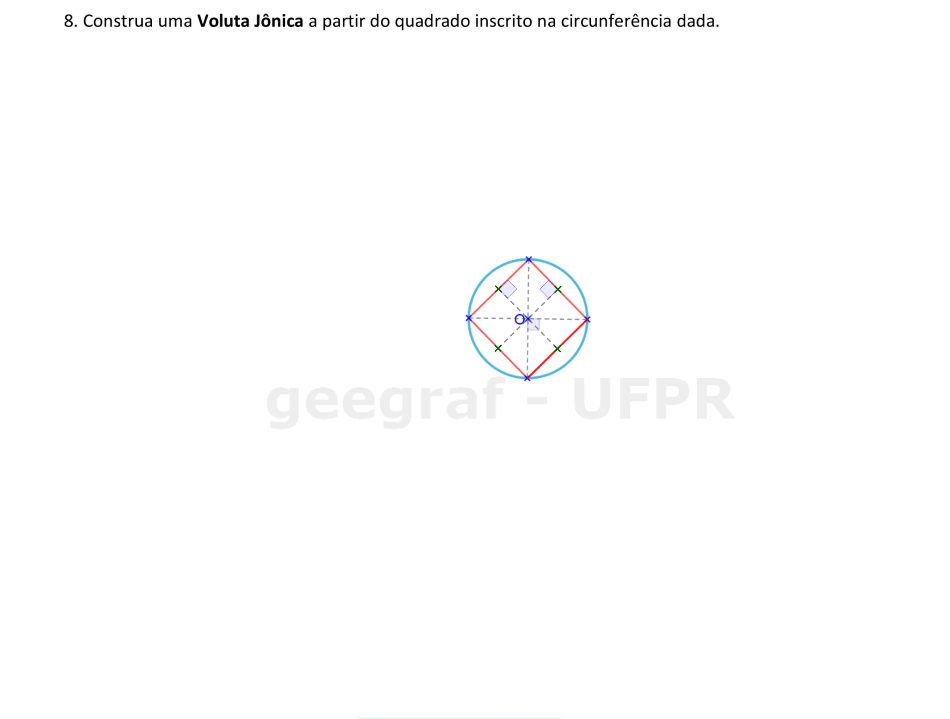 8. Construa uma Voluta Jônica a partir do quadrado inscrito na circunferência dada.
O
geegraf - UFPR